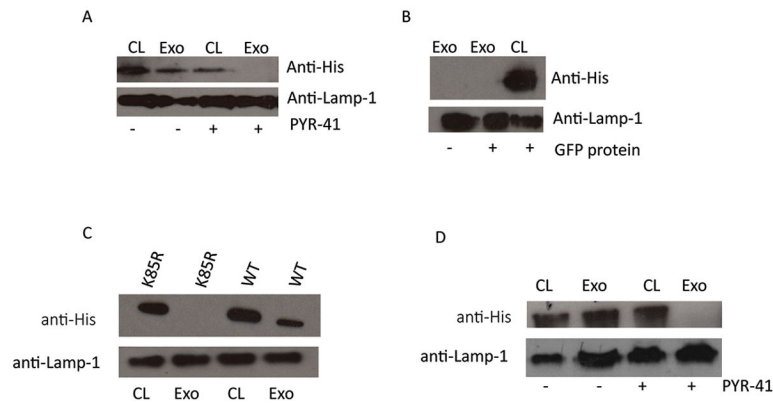 A
CL Exo CL Exo
Anti-His
Anti-Lamp-1
- - + + PYR-41
B
Exo Exo CL
Anti-His
Anti-Lamp-1
- + + GFP protein
C
K85R K85R WT WT
anti-His
anti-Lamp-1
CL Exo CL Exo
D
CL Exo CL Exo
anti-His
anti-Lamp-1
- - + + PYR-41